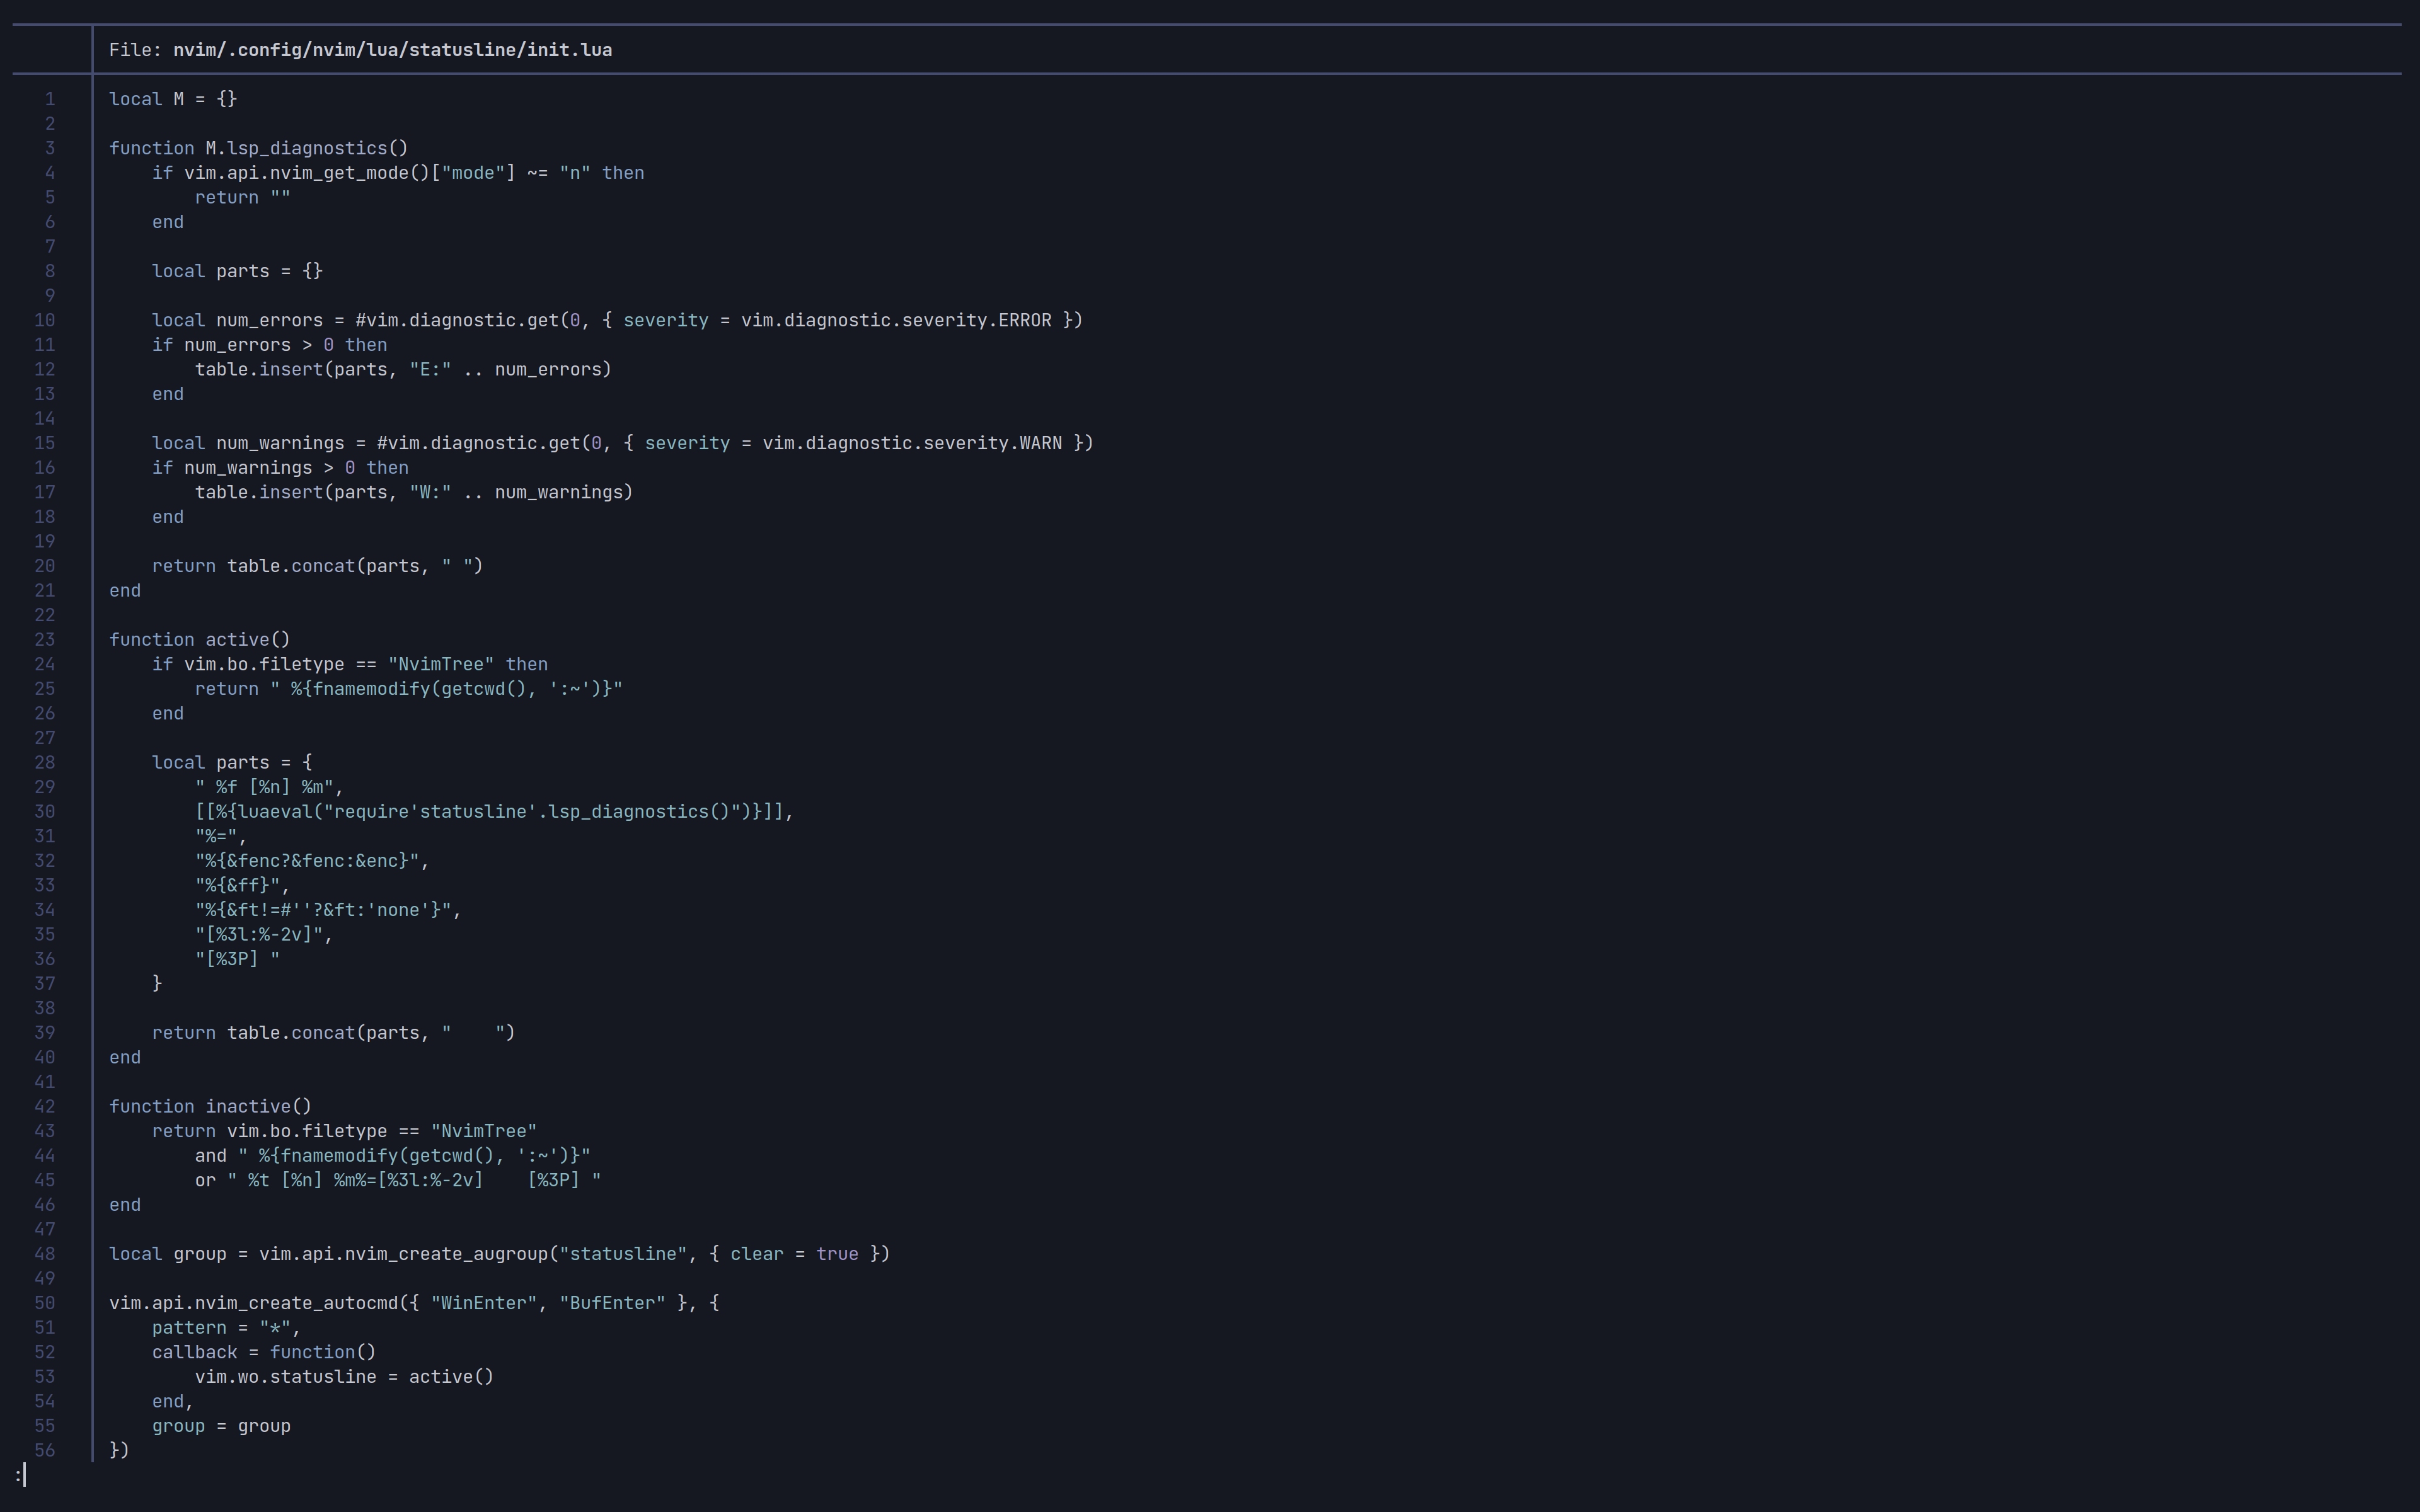 File: nvim/.config/nvim/lua/statusline/init.lua
1 local M = {}
2
3 function M.lsp_diagnostics()
4     if vim.api.nvim_get_mode()["mode"] ~= "n" then
5         return ""
6     end
7
8     local parts = {}
9
10     local num_errors = #vim.diagnostic.get(0, { severity = vim.diagnostic.severity.ERROR })
11     if num_errors > 0 then
12         table.insert(parts, "E:" .. num_errors)
13     end
14
15     local num_warnings = #vim.diagnostic.get(0, { severity = vim.diagnostic.severity.WARN })
16     if num_warnings > 0 then
17         table.insert(parts, "W:" .. num_warnings)
18     end
19
20     return table.concat(parts, " ")
21 end
22
23 function active()
24     if vim.bo.filetype == "NvimTree" then
25         return " %{fnamemodify(getcwd(), ':~')}"
26     end
27
28     local parts = {
29         " %f [%n] %m",
30         [[%{luaeval("require'statusline'.lsp_diagnostics()")}]],
31         "%=",
32         "%{&fenc?&fenc:&enc}",
33         "%{&ff}",
34         "%{&ft!=#''?&ft:'none'}",
35         "[%3l:%-2v]",
36         "[%3P] "
37     }
38
39     return table.concat(parts, "    ")
40 end
41
42 function inactive()
43     return vim.bo.filetype == "NvimTree"
44         and " %{fnamemodify(getcwd(), ':~')}"
45         or " %t [%n] %m%=[%3l:%-2v]    [%3P] "
46 end
47
48 local group = vim.api.nvim_create_augroup("statusline", { clear = true })
49
50 vim.api.nvim_create_autocmd({ "WinEnter", "BufEnter" }, {
51     pattern = "*",
52     callback = function()
53         vim.wo.statusline = active()
54     end,
55     group = group
56 })
: